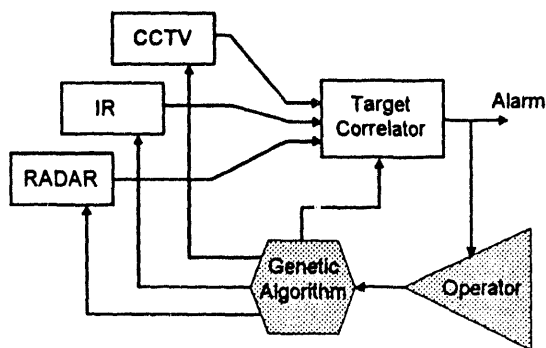 CCTV
IR
RADAR
Target
Correlator
Alarm
Genetic
Algorithm
Operator